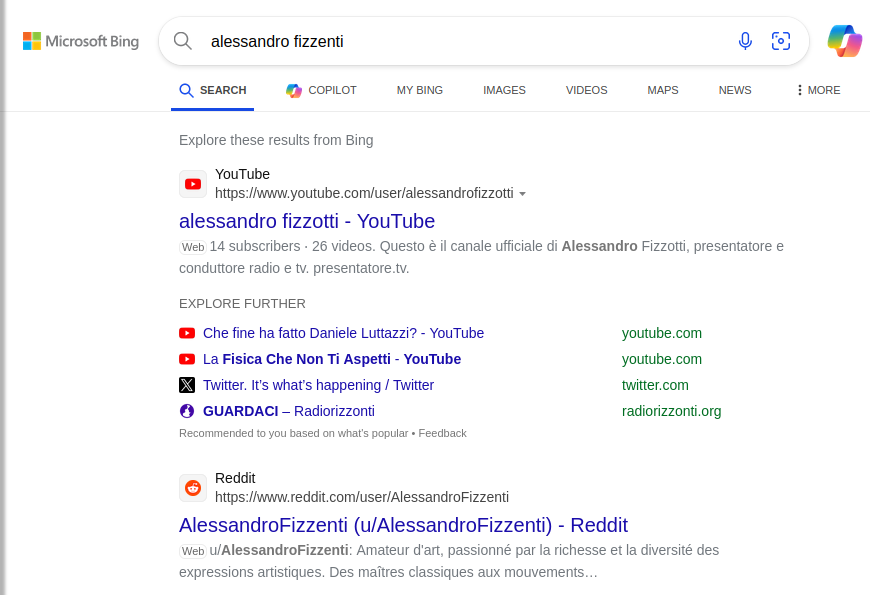 Microsoft Bing
alessandro fizzenti
SEARCH COPILOT MY BING IMAGES VIDEOS MAPS NEWS MORE
Explore these results from Bing
YouTube
https://www.youtube.com/user/alessandrofizzotti
alessandro fizzotti - YouTube
Web 14 subscribers · 26 videos. Questo è il canale ufficiale di Alessandro Fizzotti, presentatore e
conduttore radio e tv. presentatore.tv.
EXPLORE FURTHER
Che fine ha fatto Daniele Luttazzi? - YouTube youtube.com
La Fisica Che Non Ti Aspetti - YouTube youtube.com
Twitter. It's what's happening / Twitter twitter.com
GUARDACI – Radiorizzonti radiorizzonti.org
Recommended to you based on what's popular • Feedback
Reddit
https://www.reddit.com/user/AlessandroFizzenti
AlessandroFizzenti (u/AlessandroFizzenti) - Reddit
Web u/AlessandroFizzenti: Amateur d'art, passionné par la richesse et la diversité des
expressions artistiques. Des maîtres classiques aux mouvements…